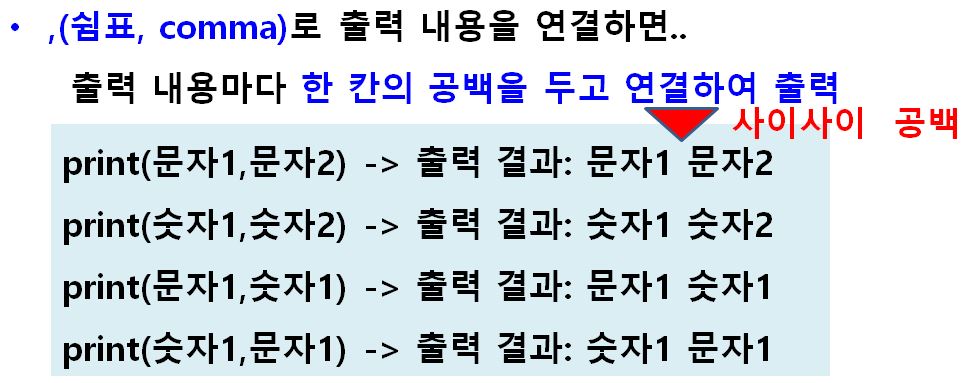 • ,(쉼표, comma)로 출력 내용을 연결하면..
출력 내용마다 한 칸의 공백을 두고 연결하여 출력
사이사이 공백
print(문자1,문자2) -> 출력 결과: 문자1 문자2
print(숫자1,숫자2) -> 출력 결과: 숫자1 숫자2
print(문자1,숫자1) -> 출력 결과: 문자1 숫자1
print(숫자1,문자1) -> 출력 결과: 숫자1 문자1